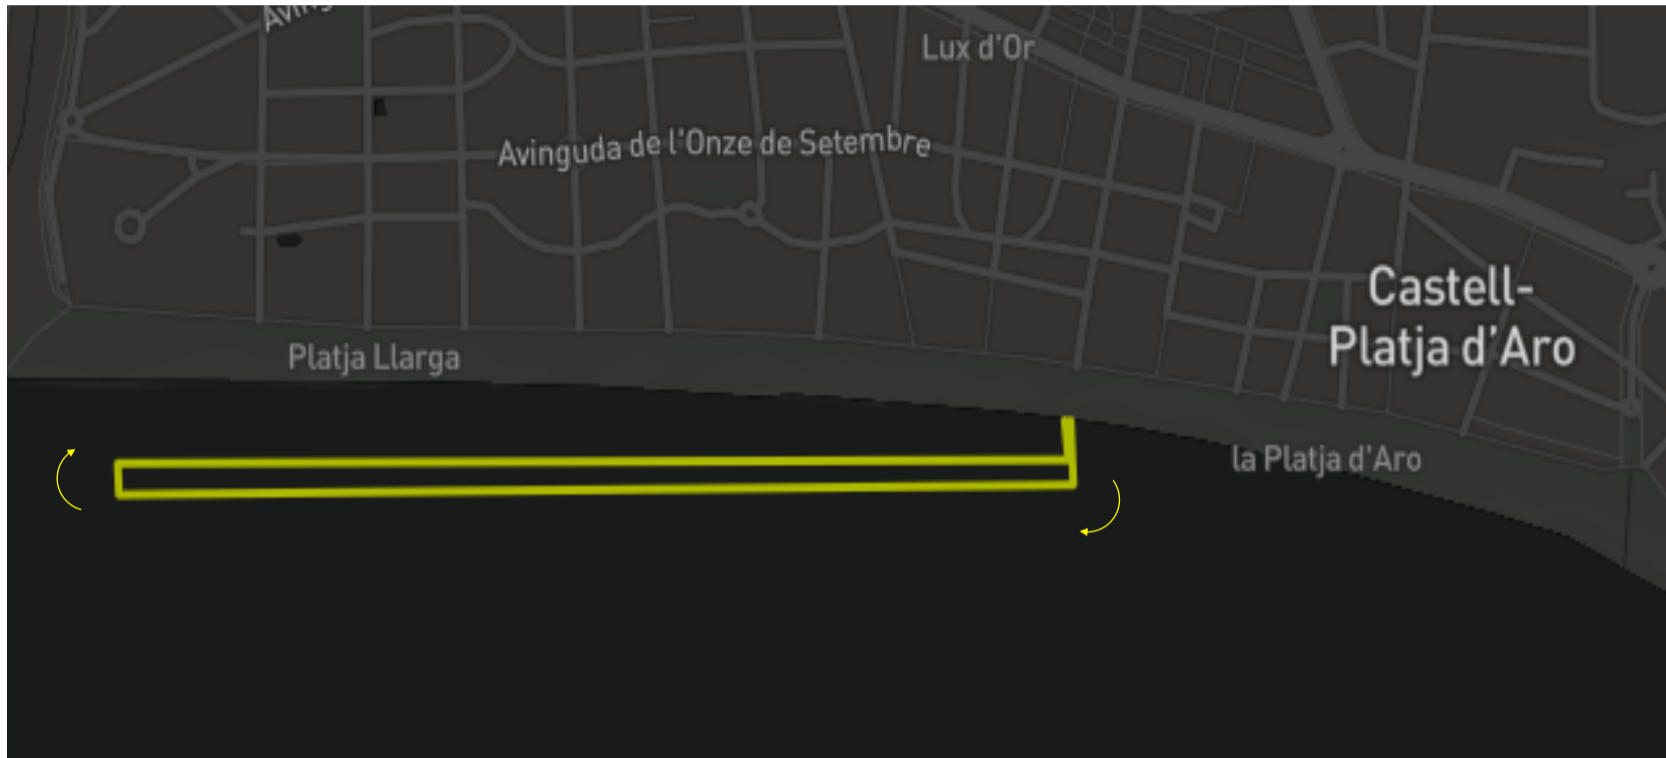 Lux d'Or
Avinguda de l'Onze de Setembre
Castell-
Platja d'Aro
Platja Llarga
la Platja d'Aro